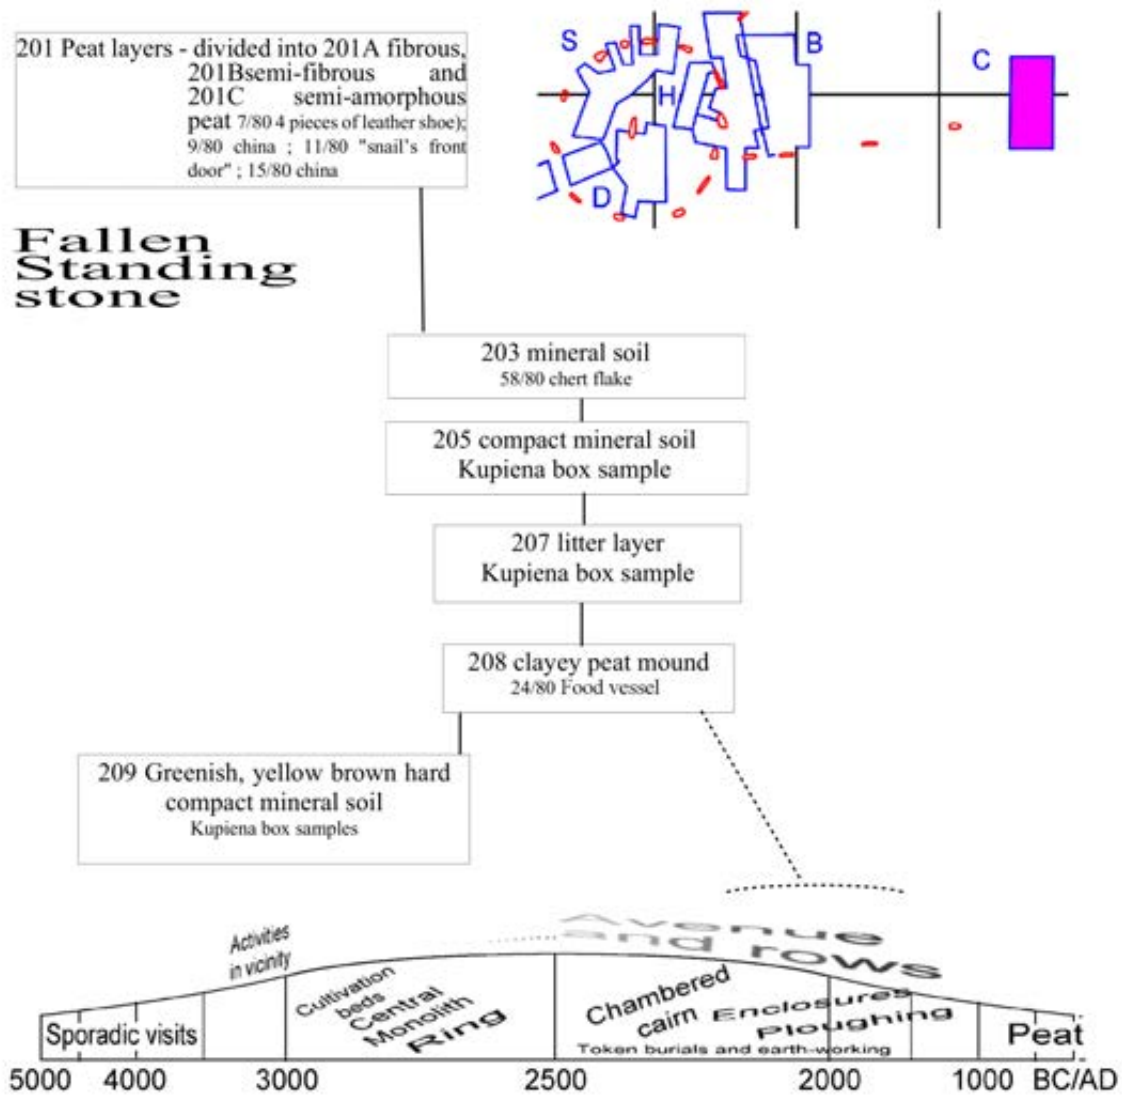 201 Peat layers - divided into 201A fibrous,
201Bsemi-fibrous and
201C semi-amorphous
peat 7/80 4 pieces of leather shoe);
9/80 china ; 11/80 "snail's front
door" ; 15/80 china
S
B
C
H
D
Fallen
Standing
stone
203 mineral soil
58/80 chert flake
205 compact mineral soil
Kupiena box sample
207 litter layer
Kupiena box sample
208 clayey peat mound
24/80 Food vessel
209 Greenish, yellow brown hard
compact mineral soil
Kupiena box samples
Avenue
and rows
Activities
in vicinity
Sporadic visits
Cultivation
beds
Central
Monolith
Ring
Chambered
cairn
Enclosures
Ploughing
Token burials and earth-working
Peat
5000 4000 3000 2500 2000 1000 BC/AD